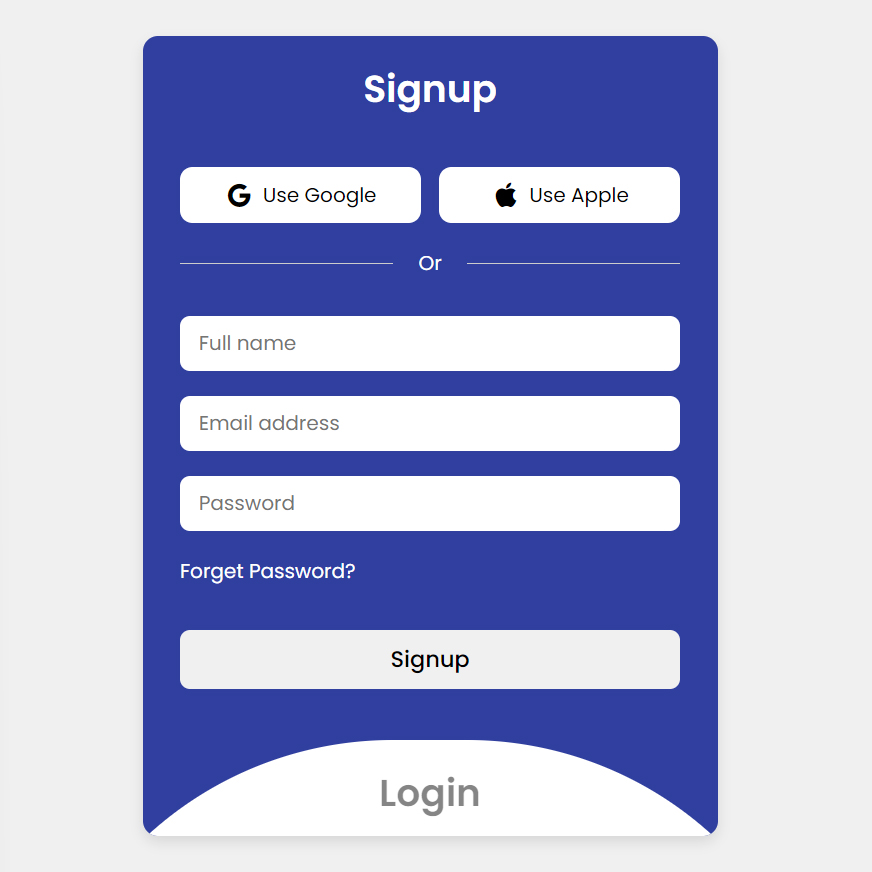 Signup
Use Google
Use Apple
Or
Full name
Email address
Password
Forget Password?
Signup
Login